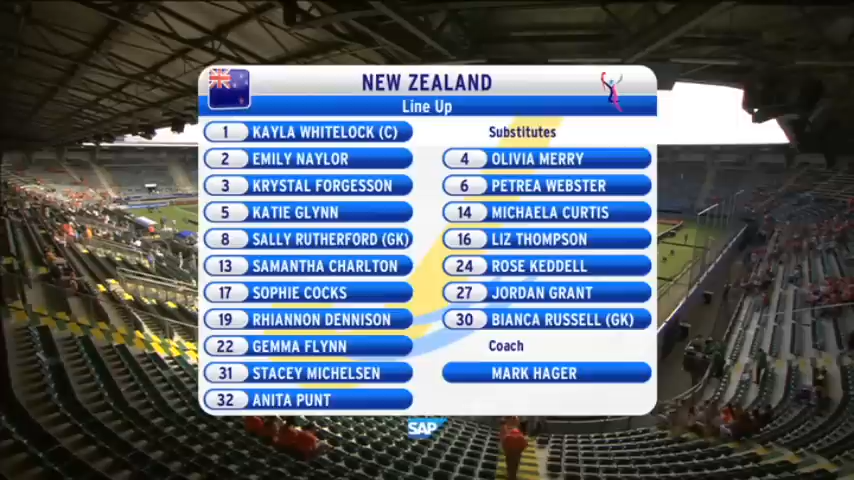 NEW ZEALAND
Line Up
1 KAYLA WHITELOCK (C)
2 EMILY NAYLOR
3 KRYSTAL FORGESSON
5 KATIE GLYNN
8 SALLY RUTHERFORD (GK)
13 SAMANTHA CHARLTON
17 SOPHIE COCKS
19 RHIANNON DENNISON
22 GEMMA FLYNN
31 STACEY MICHELSEN
32 ANITA PUNT
Substitutes
4 OLIVIA MERRY
6 PETREA WEBSTER
14 MICHAELA CURTIS
16 LIZ THOMPSON
24 ROSE KEDDELL
27 JORDAN GRANT
30 BIANCA RUSSELL (GK)
Coach
MARK HAGER
SAP